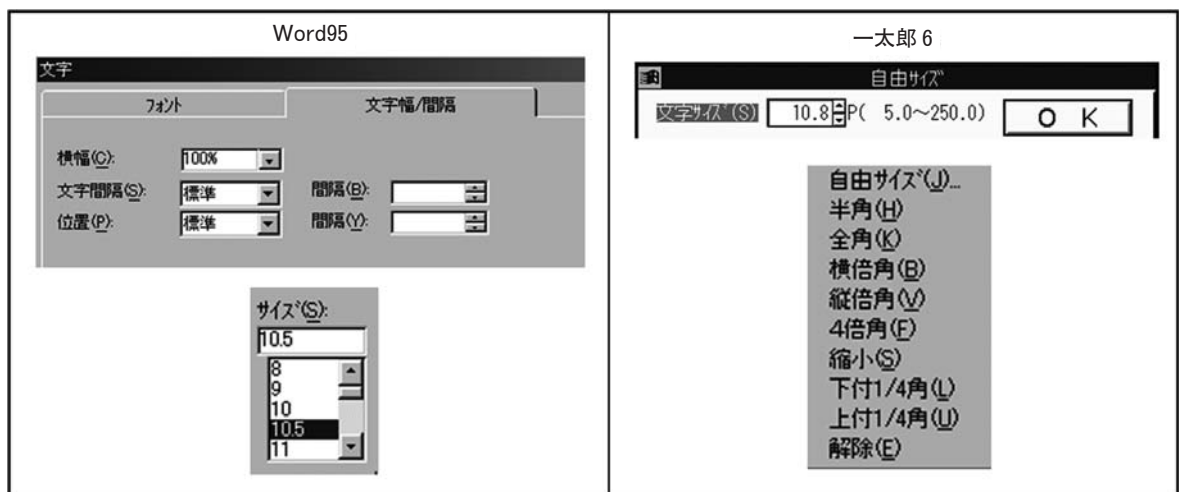 Word95
文字
フォント
文字幅/間隔
横幅(C):
100%
文字間隔(S):
標準
間隔(B):
位置(P):
標準
間隔(Y):
サイズ(S):
10.5
8
9
10
10.5
11
一太郎 6
自由サイズ
文字サイズ(S) 10.8 P( 5.0～250.0) O K
自由サイズ(J)...
半角(H)
全角(K)
横倍角(B)
縦倍角(V)
4倍角(F)
縮小(S)
下付1/4角(L)
上付1/4角(U)
解除(E)